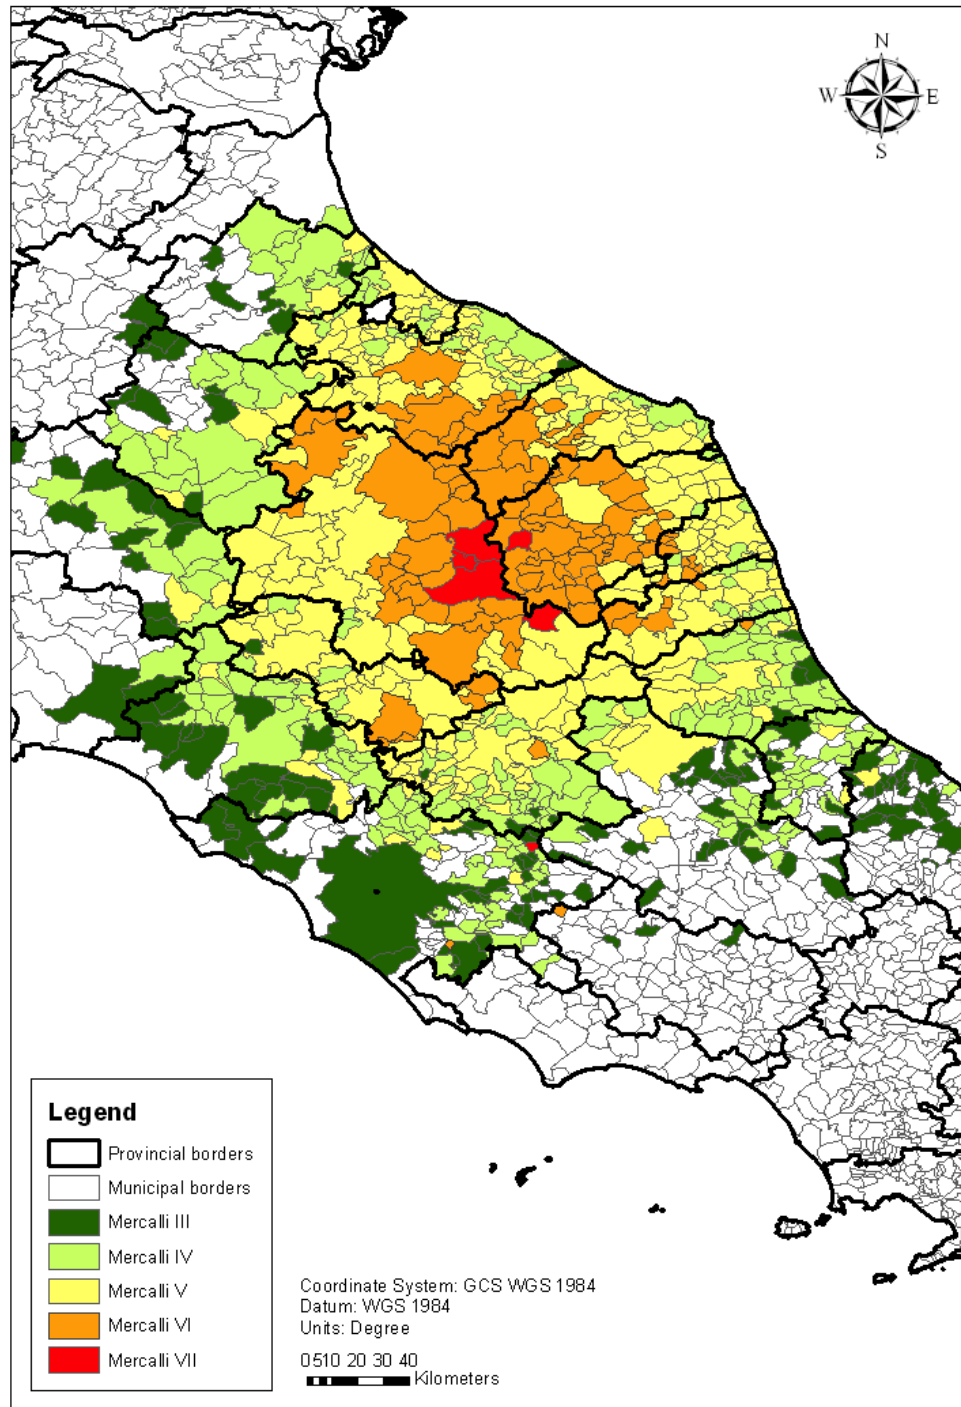 N
W E
S
Legend
Provincial borders
Municipal borders
Mercalli III
Mercalli IV
Mercalli V
Mercalli VI
Mercalli VII
Coordinate System: GCS WGS 1984
Datum: WGS 1984
Units: Degree
0510 20 30 40
Kilometers